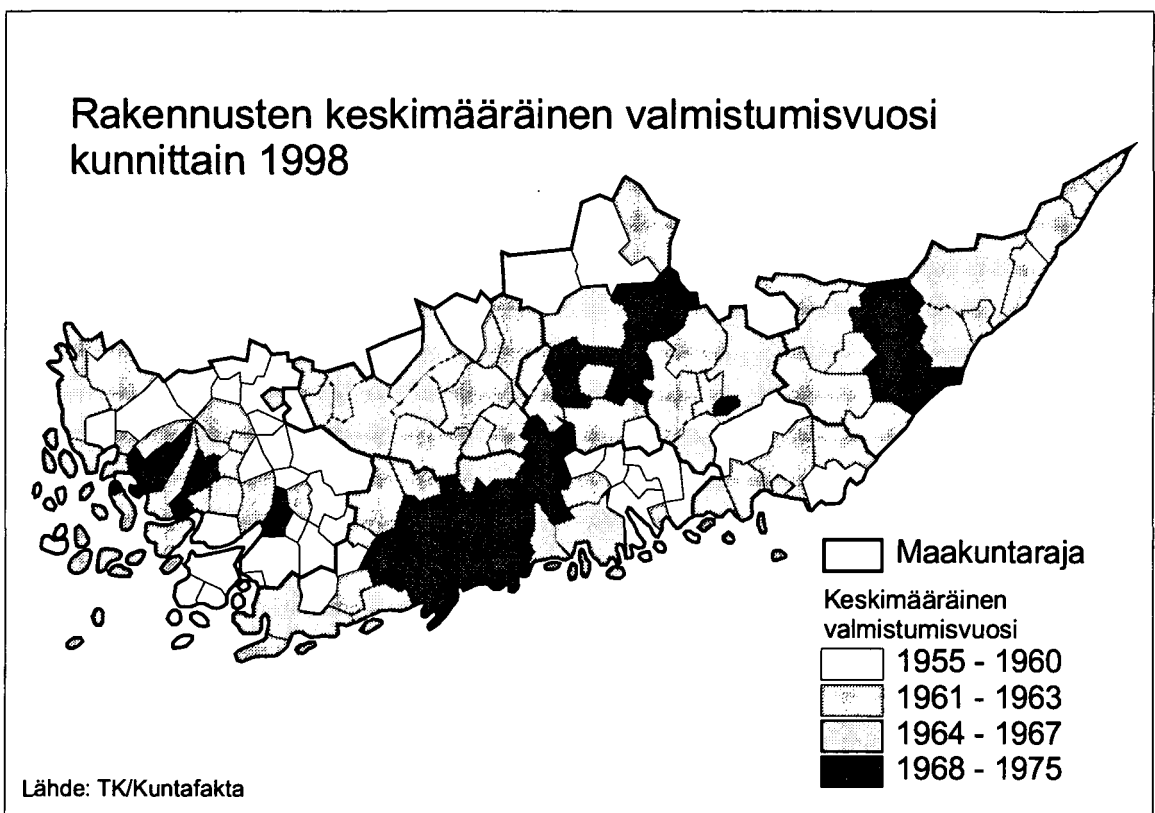 Rakennusten keskimääräinen valmistumisvuosi
kunnittain 1998
Maakuntaraja
Keskimääräinen
valmistumisvuosi
1955 - 1960
1961 - 1963
1964 - 1967
1968 - 1975
Lähde: TK/Kuntafakta